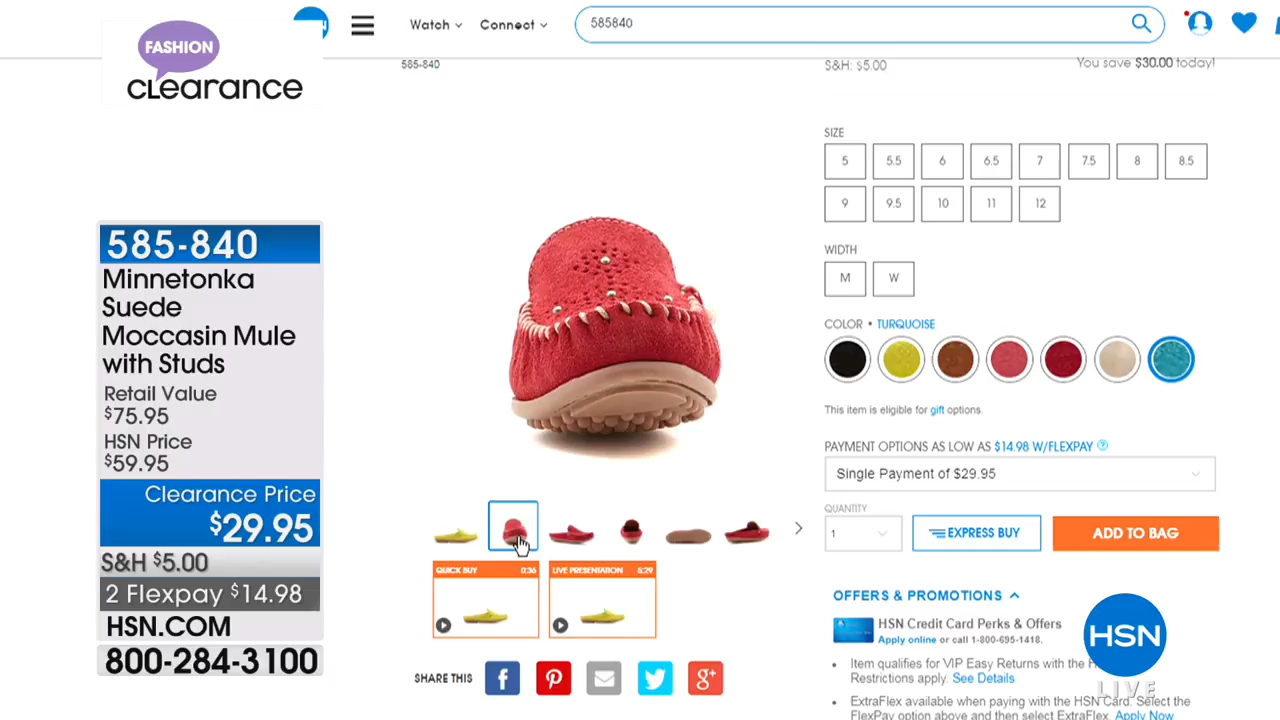 FASHION
cLearance
Watch
Connect
585840
585-840
S&H: $5.00
You save $30.00 today!
SIZE
5
5.5
6
6.5
7
7.5
8
8.5
9
9.5
10
11
12
WIDTH
M
W
COLOR • TURQUOISE
This item is eligible for gift options.
PAYMENT OPTIONS AS LOW AS $14.98 W/FLEXPAY ?
Single Payment of $29.95
QUANTITY
1
EXPRESS BUY
ADD TO BAG
OFFERS & PROMOTIONS
HSN Credit Card Perks & Offers
Apply online or call 1-800-695-1418.
Item qualifies for VIP Easy Returns with the
Restrictions apply. See Details
ExtraFlex available when paying with the HSN Card. Select the
FlexPay option above and then select ExtraFlex. Apply Now
585-840
Minnetonka
Suede
Moccasin Mule
with Studs
Retail Value
$75.95
HSN Price
$59.95
Clearance Price
$29.95
S&H $5.00
2 Flexpay $14.98
HSN.COM
800-284-3100
QUICK BUY 0:36
LIVE PRESENTATION 5:29
SHARE THIS
f
g+
HSN
LIVE